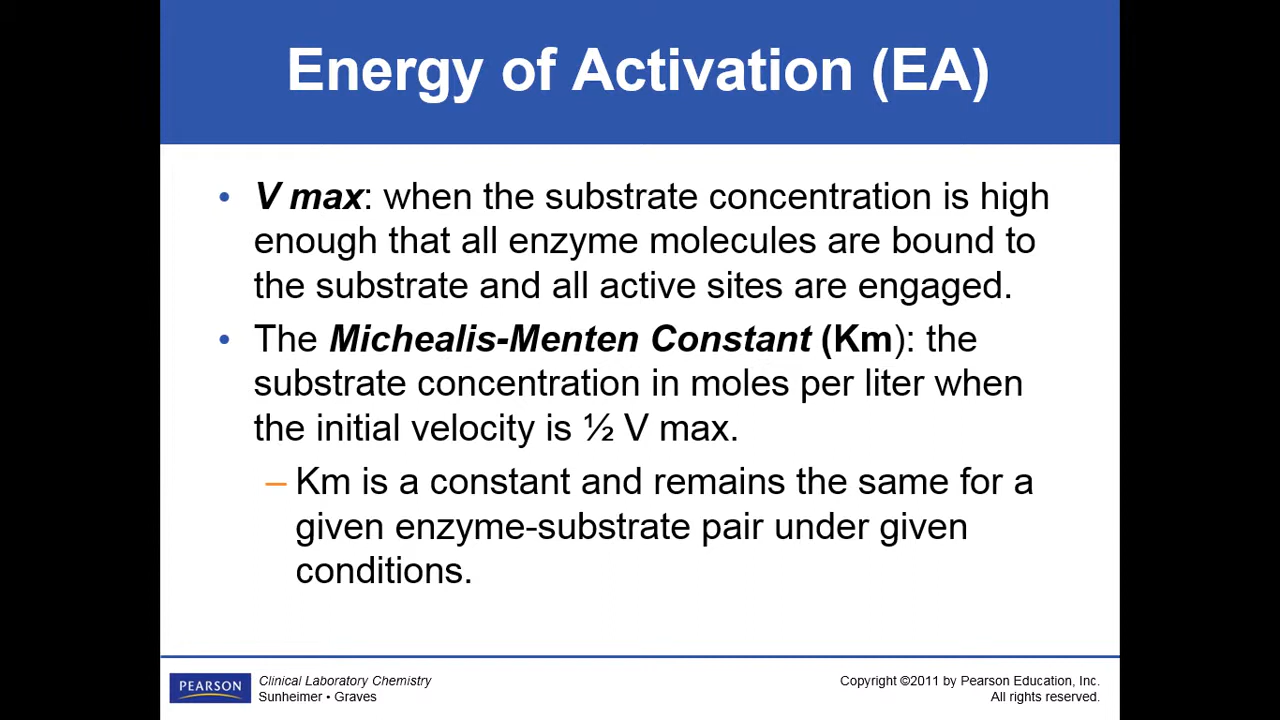 Energy of Activation (EA)
• V max: when the substrate concentration is high
enough that all enzyme molecules are bound to
the substrate and all active sites are engaged.
• The Michealis-Menten Constant (Km): the
substrate concentration in moles per liter when
the initial velocity is ½ V max.
– Km is a constant and remains the same for a
given enzyme-substrate pair under given
conditions.
PEARSON
Clinical Laboratory Chemistry
Sunheimer • Graves
Copyright ©2011 by Pearson Education, Inc.
All rights reserved.